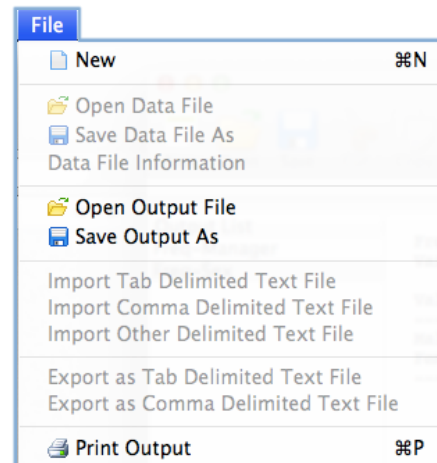 File
New ⌘N
Open Data File
Save Data File As
Data File Information
Open Output File
Save Output As
Import Tab Delimited Text File
Import Comma Delimited Text File
Import Other Delimited Text File
Export as Tab Delimited Text File
Export as Comma Delimited Text File
Print Output ⌘P